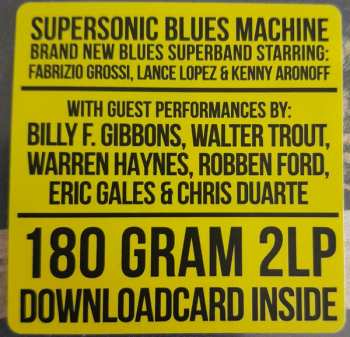 SUPERSONIC BLUES MACHINE
BRAND NEW BLUES SUPERBAND STARRING:
FABRIZIO GROSSI, LANCE LOPEZ & KENNY ARONOFF
WITH GUEST PERFORMANCES BY:
BILLY F. GIBBONS, WALTER TROUT,
WARREN HAYNES, ROBBEN FORD,
ERIC GALES & CHRIS DUARTE
180 GRAM 2LP
DOWNLOADCARD INSIDE